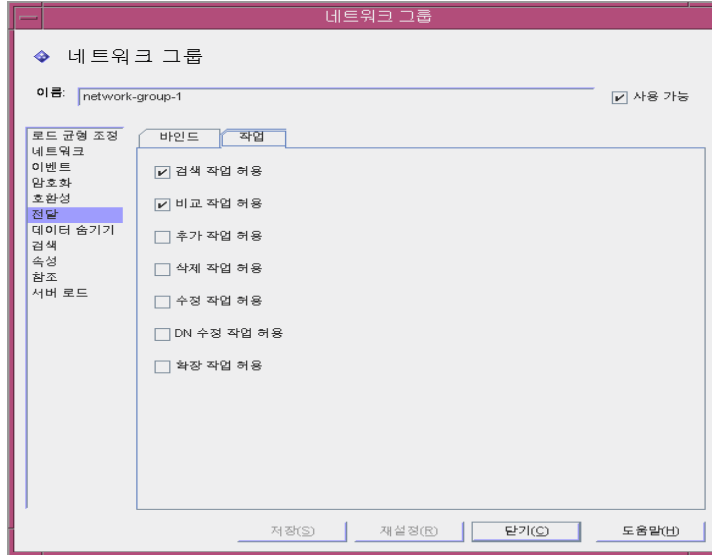 네트워크 그룹
네트워크 그룹
이름: network-group-1
사용 가능
로드 균형 조정
네트워크
이벤트
암호화
호환성
전달
데이터 숨기기
검색
속성
참조
서버 로드
바인드 작업
검색 작업 허용
비교 작업 허용
추가 작업 허용
삭제 작업 허용
수정 작업 허용
DN 수정 작업 허용
확장 작업 허용
저장(S) 재설정(R) 닫기(C) 도움말(H)